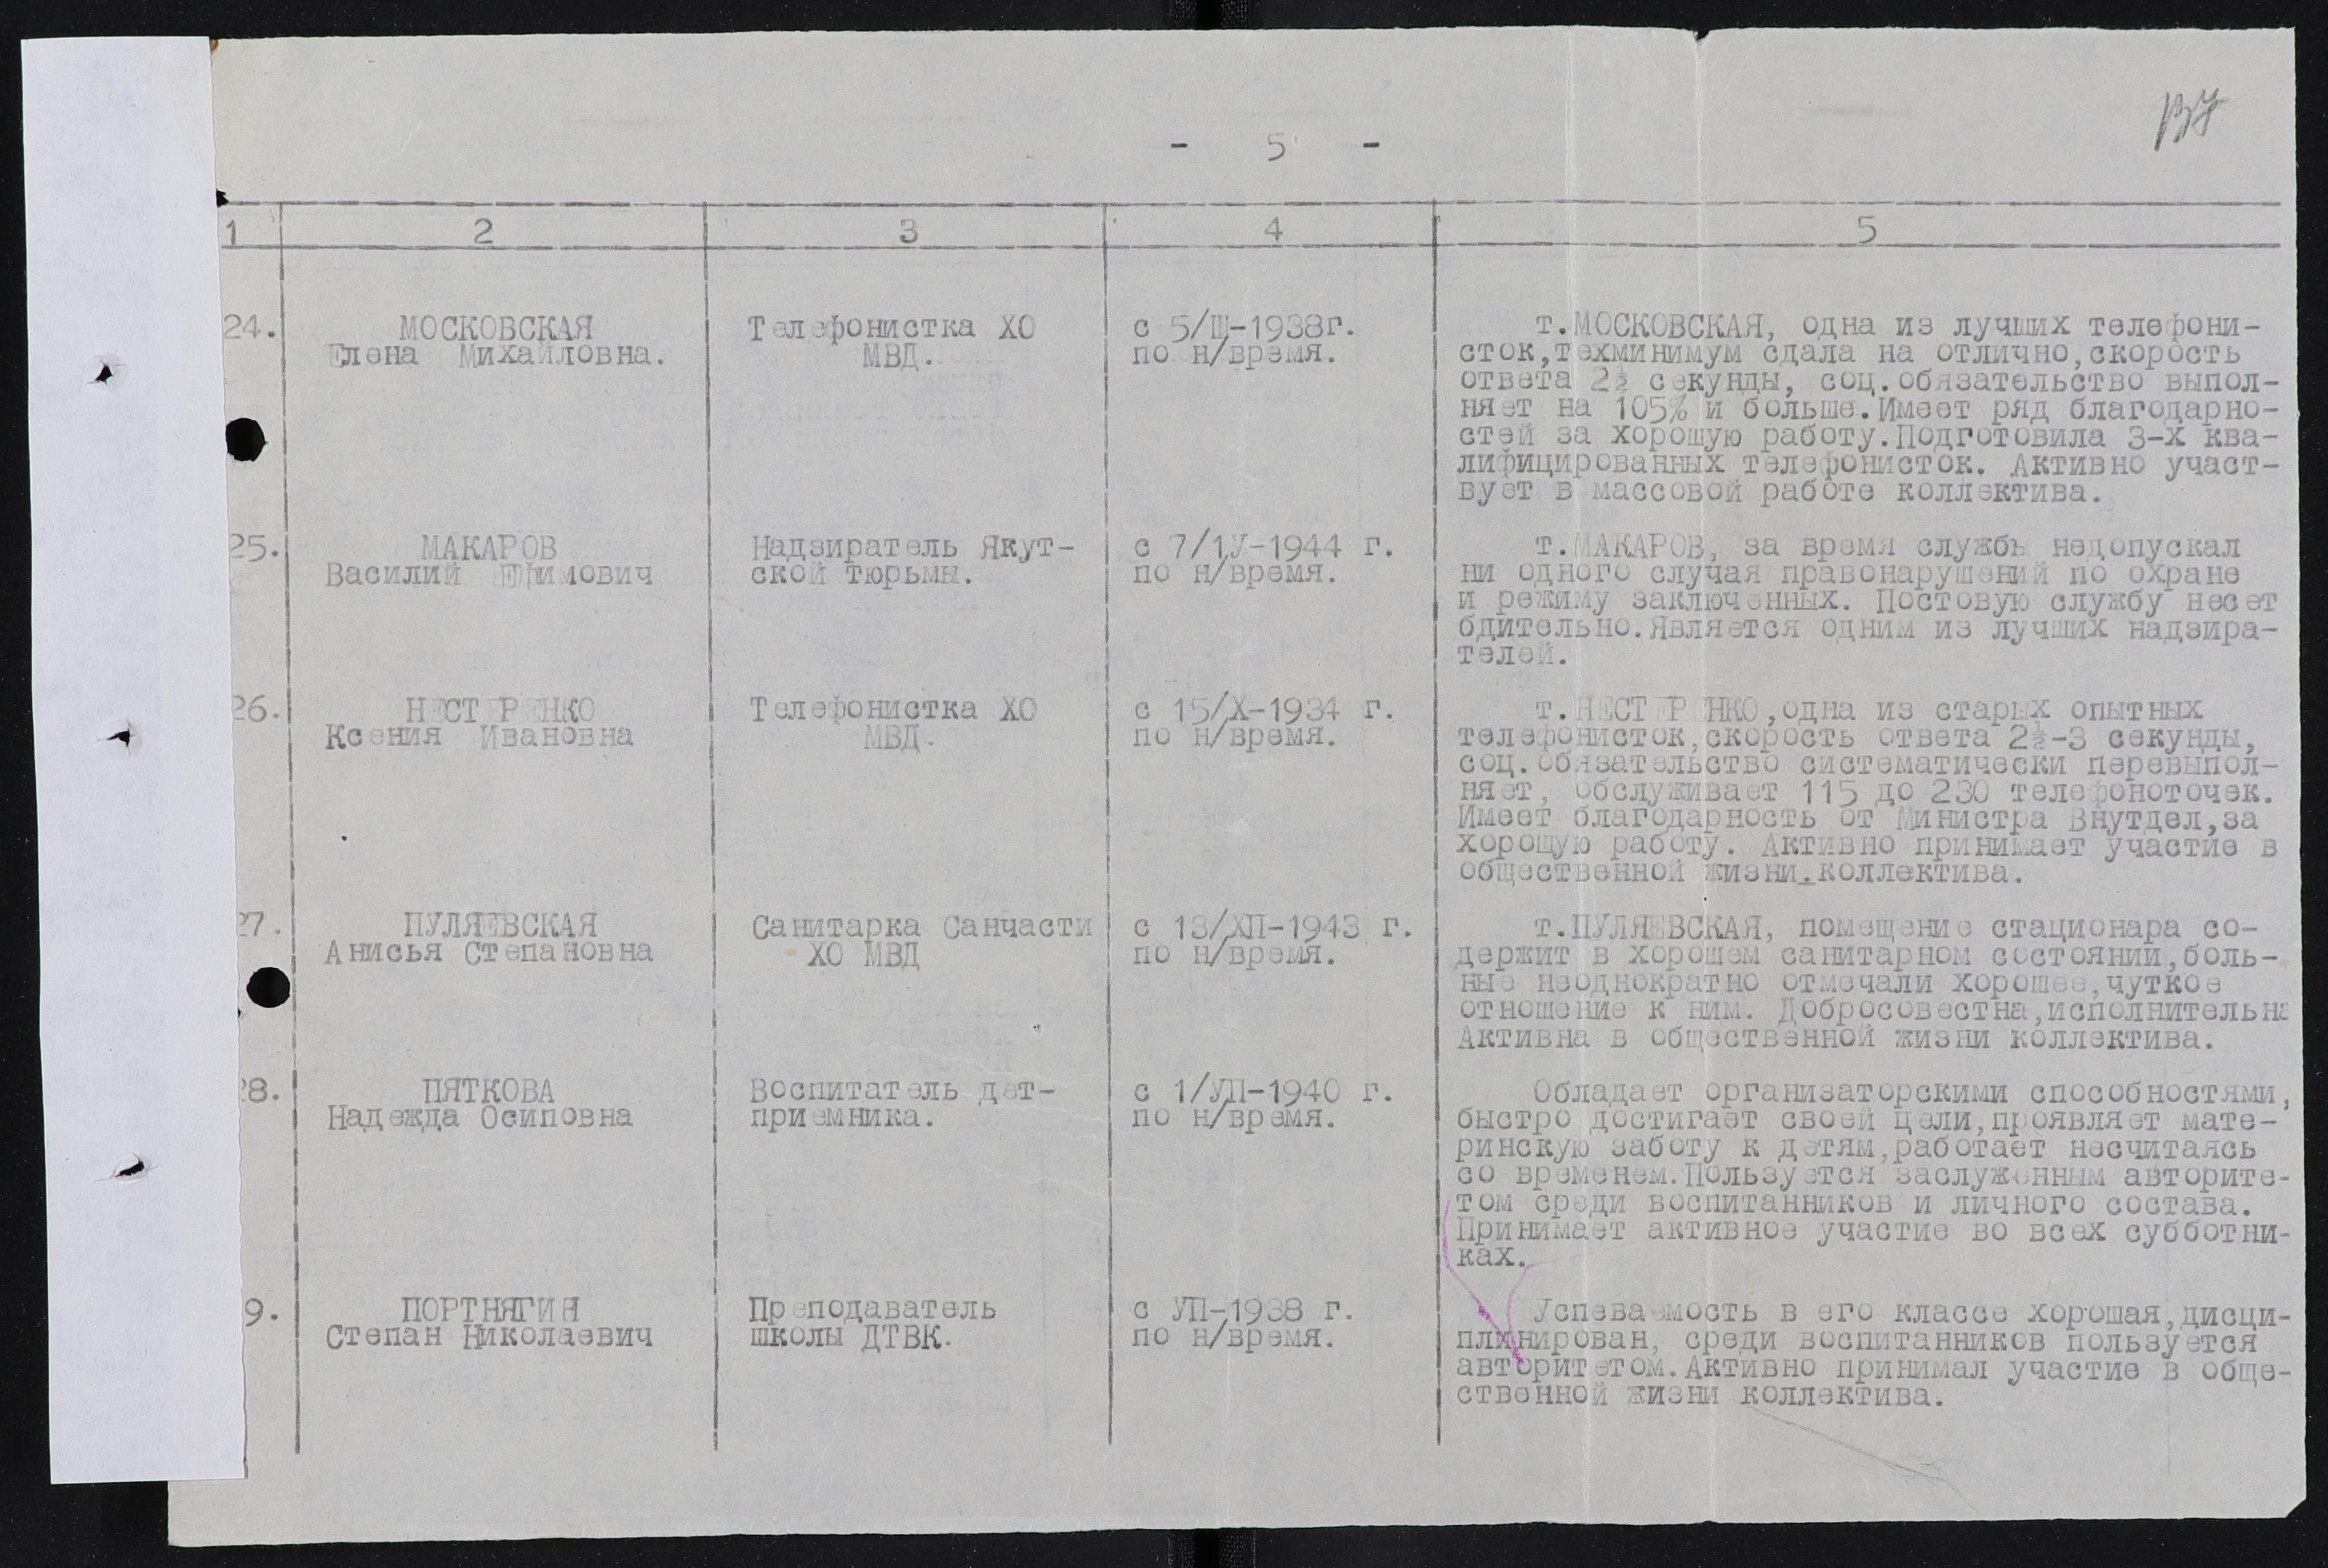 137
- 5 -
1 2 3 4 5
24. МОСКОВСКАЯ
Елена Михайловна.
Телефонистка ХО
МВД.
с 5/Ш-1938г.
по н/время.
т.МОСКОВСКАЯ, одна из лучших телефони-
сток,техминимум сдала на отлично,скорость
ответа 2½ секунды, соц.обязательство выпол-
няет на 105% и больше.Имеет ряд благодарно-
стей за хорошую работу.Подготовила 3-х ква-
лифицированных телефонисток. Активно участ-
вует в массовой работе коллектива.
25. МАКАРОВ
Василий Ефимович
Надзиратель Якут-
ской тюрьмы.
с 7/1У-1944 г.
по н/время.
т.МАКАРОВ, за время службы недопускал
ни одного случая правонарушений по охране
и режиму заключенных. Постовую службу несет
бдительно.Является одним из лучших надзира-
телей.
26. НЕСТЕРЕНКО
Ксения Ивановна
Телефонистка ХО
МВД.
с 15/Х-1934 г.
по н/время.
т.НЕСТЕРЕНКО,одна из старых опытных
телефонисток,скорость ответа 2½-3 секунды,
соц.обязательство систематически перевыпол-
няет, обслуживает 115 до 230 телефоноточек.
Имеет благодарность от Министра Внутдел,за
хорошую работу. Активно принимает участие в
общественной жизни.коллектива.
27. ПУЛЯЕВСКАЯ
Анисья Степановна
Санитарка Санчасти
ХО МВД
с 13/ХП-1943 г.
по н/время.
т.ПУЛЯЕВСКАЯ, помещение стационара со-
держит в хорошем санитарном состоянии,боль-
ные неоднократно отмечали хорошее,чуткое
отношение к ним. Добросовестна,исполнительна
Активна в общественной жизни коллектива.
28. ПЯТКОВА
Надежда Осиповна
Воспитатель дет-
приемника.
с 1/УП-1940 г.
по н/время.
Обладает организаторскими способностями,
быстро достигает своей цели,проявляет мате-
ринскую заботу к детям,работает несчитаясь
со временем.Пользуется заслуженным авторите-
том среди воспитанников и личного состава.
Принимает активное участие во всех субботни-
ках.
9. ПОРТНЯГИН
Степан Николаевич
Преподаватель
школы ДТВК.
с УП-1938 г.
по н/время.
Успеваемость в его классе хорошая,дисци-
плинирован, среди воспитанников пользуется
авторитетом.Активно принимал участие в обще-
ственной жизни коллектива.